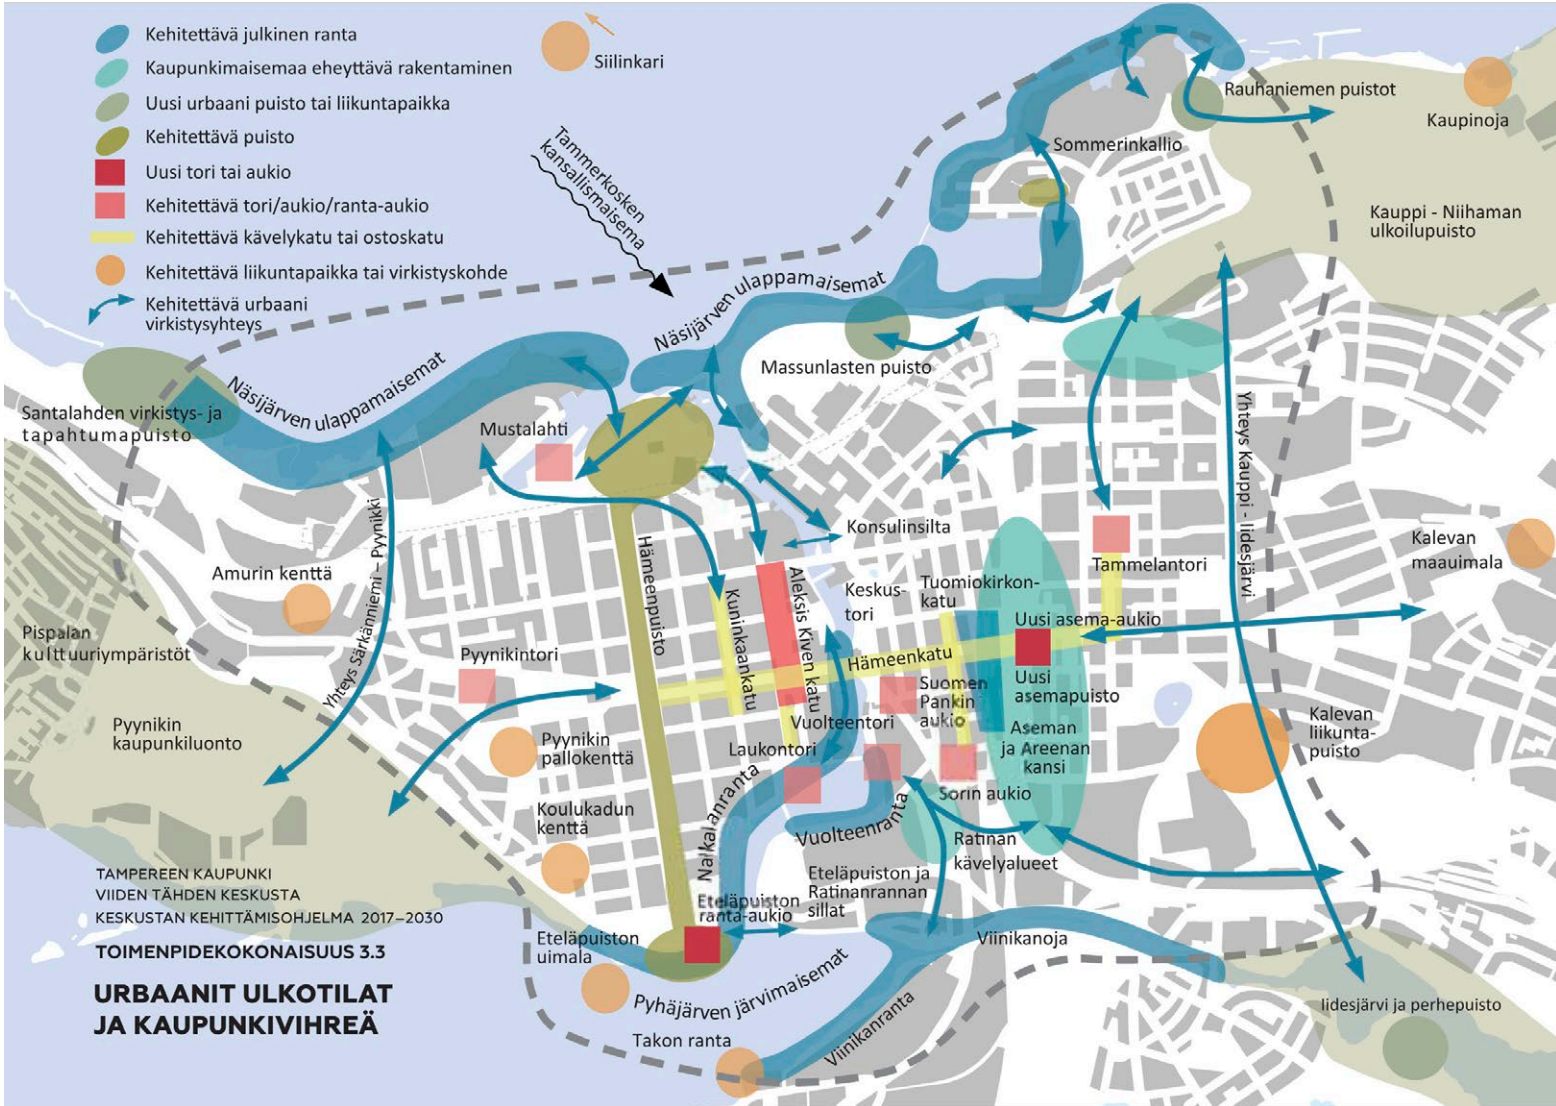 Kehitettävä julkinen ranta
Kaupunkimaisemaa eheyttävä rakentaminen
Uusi urbaani puisto tai liikuntapaikka
Kehitettävä puisto
Uusi tori tai aukio
Kehitettävä tori/aukio/ranta-aukio
Kehitettävä kävelykatu tai ostoskatu
Kehitettävä liikuntapaikka tai virkistyskohde
Kehitettävä urbaani
virkistysyhteys
Siilinkari
Tammerkosken
kansallismaisema
Rauhaniemen puistot
Kaupinoja
Sommerinkallio
Kauppi - Niihaman
ulkoilupuisto
Näsijärven ulappamaisemat
Näsijärven ulappamaisemat
Massunlasten puisto
Santalahden virkistys- ja
tapahtumapuisto
Mustalahti
Yhteys Särkänniemi – Pyynikki
Yhteys Kauppi - Iidesjärvi
Konsulinsilta
Kalevan
maauimala
Amurin kenttä
Hämeenpuisto
Kuninkaankatu
Aleksis Kiven katu
Keskus-
tori
Tuomiokirkon-
katu
Tammelantori
Uusi asema-aukio
Pispalan
kulttuuriympäristöt
Pyynikintori
Hämeenkatu
Uusi
asemapuisto
Suomen
Pankin
aukio
Pyynikin
kaupunkiluonto
Vuolteentori
Laukontori
Pyynikin
pallokenttä
Aseman
ja Areenan
kansi
Kalevan
liikunta-
puisto
Koulukadun
kenttä
Nalkalanranta
Vuolteenranta
Sorin aukio
Ratinan
kävelyalueet
Eteläpuiston ja
Ratinanrannan
sillat
Eteläpuiston
ranta-aukio
Eteläpuiston
uimala
Viinikanoja
Pyhäjärven järvimaisemat
Viinikanranta
Takon ranta
Iidesjärvi ja perhepuisto
TAMPEREEN KAUPUNKI
VIIDEN TÄHDEN KESKUSTA
KESKUSTAN KEHITTÄMISOHJELMA 2017–2030
TOIMENPIDEKOKONAISUUS 3.3
URBAANIT ULKOTILAT
JA KAUPUNKIVIHREÄ